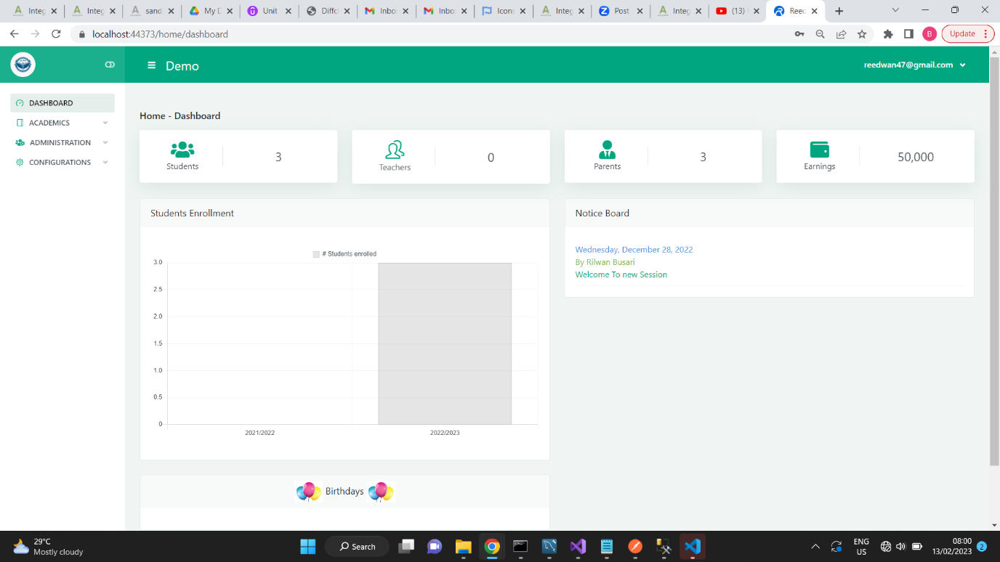 Integ
Integ
sand
My D
Unit
Diffch
Inbo
Inbo
Icon
Integ
Post
Integ
(13)
Reed
localhost:44373/home/dashboard
B
Update
Demo
reedwan47@gmail.com
DASHBOARD
ACADEMICS
ADMINISTRATION
CONFIGURATIONS
Home - Dashboard
Students
3
Teachers
0
Parents
3
Earnings
50,000
Students Enrollment
# Students enrolled
3.0
2.5
2.0
1.5
1.0
0.5
0
2021/2022
2022/2023
Notice Board
Wednesday, December 28, 2022
By Rilwan Busari
Welcome To new Session
Birthdays
29°C
Mostly cloudy
Search
ENG
US
08:00
13/02/2023
2